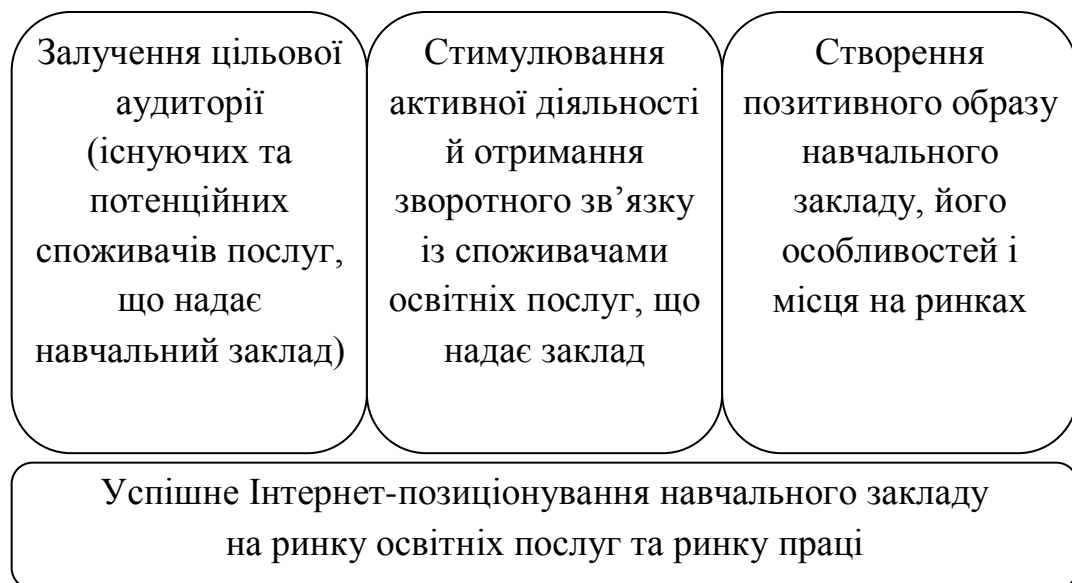 Залучення цільової
аудиторії
(існуючих та
потенційних
споживачів послуг,
що надає
навчальний заклад)
Стимулювання
активної діяльності
й отримання
зворотного зв’язку
із споживачами
освітніх послуг, що
надає заклад
Створення
позитивного образу
навчального
закладу, його
особливостей і
місця на ринках
Успішне Інтернет-позиціонування навчального закладу
на ринку освітніх послуг та ринку праці